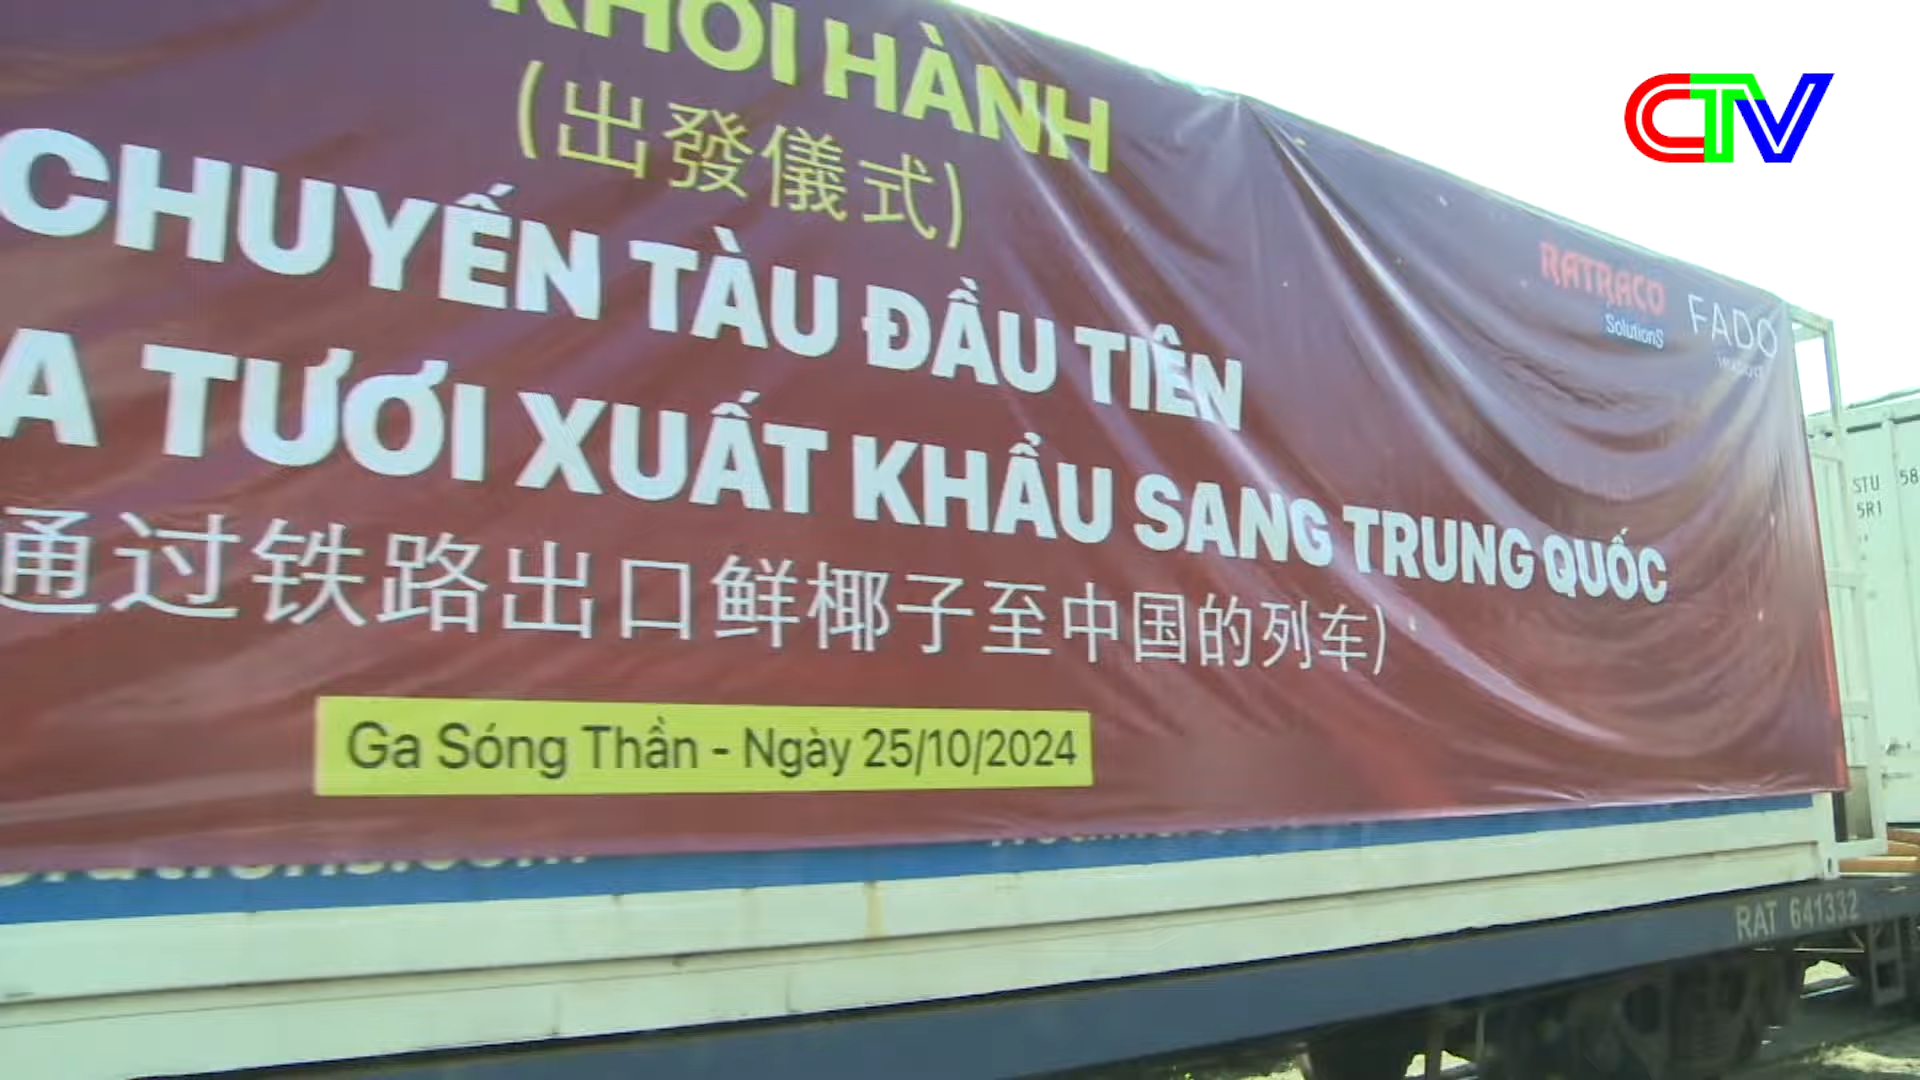 KHỞI HÀNH
(出發儀式)
CHUYẾN TÀU ĐẦU TIÊN
A TƯƠI XUẤT KHẨU SANG TRUNG QUỐC
通过铁路出口鲜椰子至中国的列车)
Ga Sóng Thần - Ngày 25/10/2024
CTV
RATRACO
Solutions
FADO
STU 58
5R1
RAT 641332